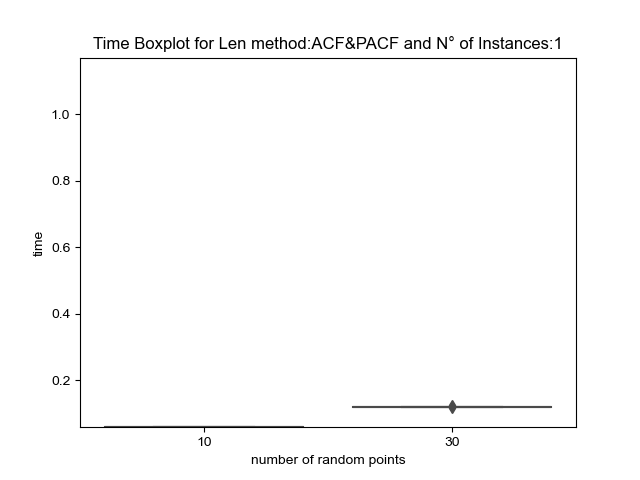 Time Boxplot for Len method:ACF&PACF and N° of Instances:1
1.0
0.8
0.6
0.4
0.2
time
10
30
number of random points